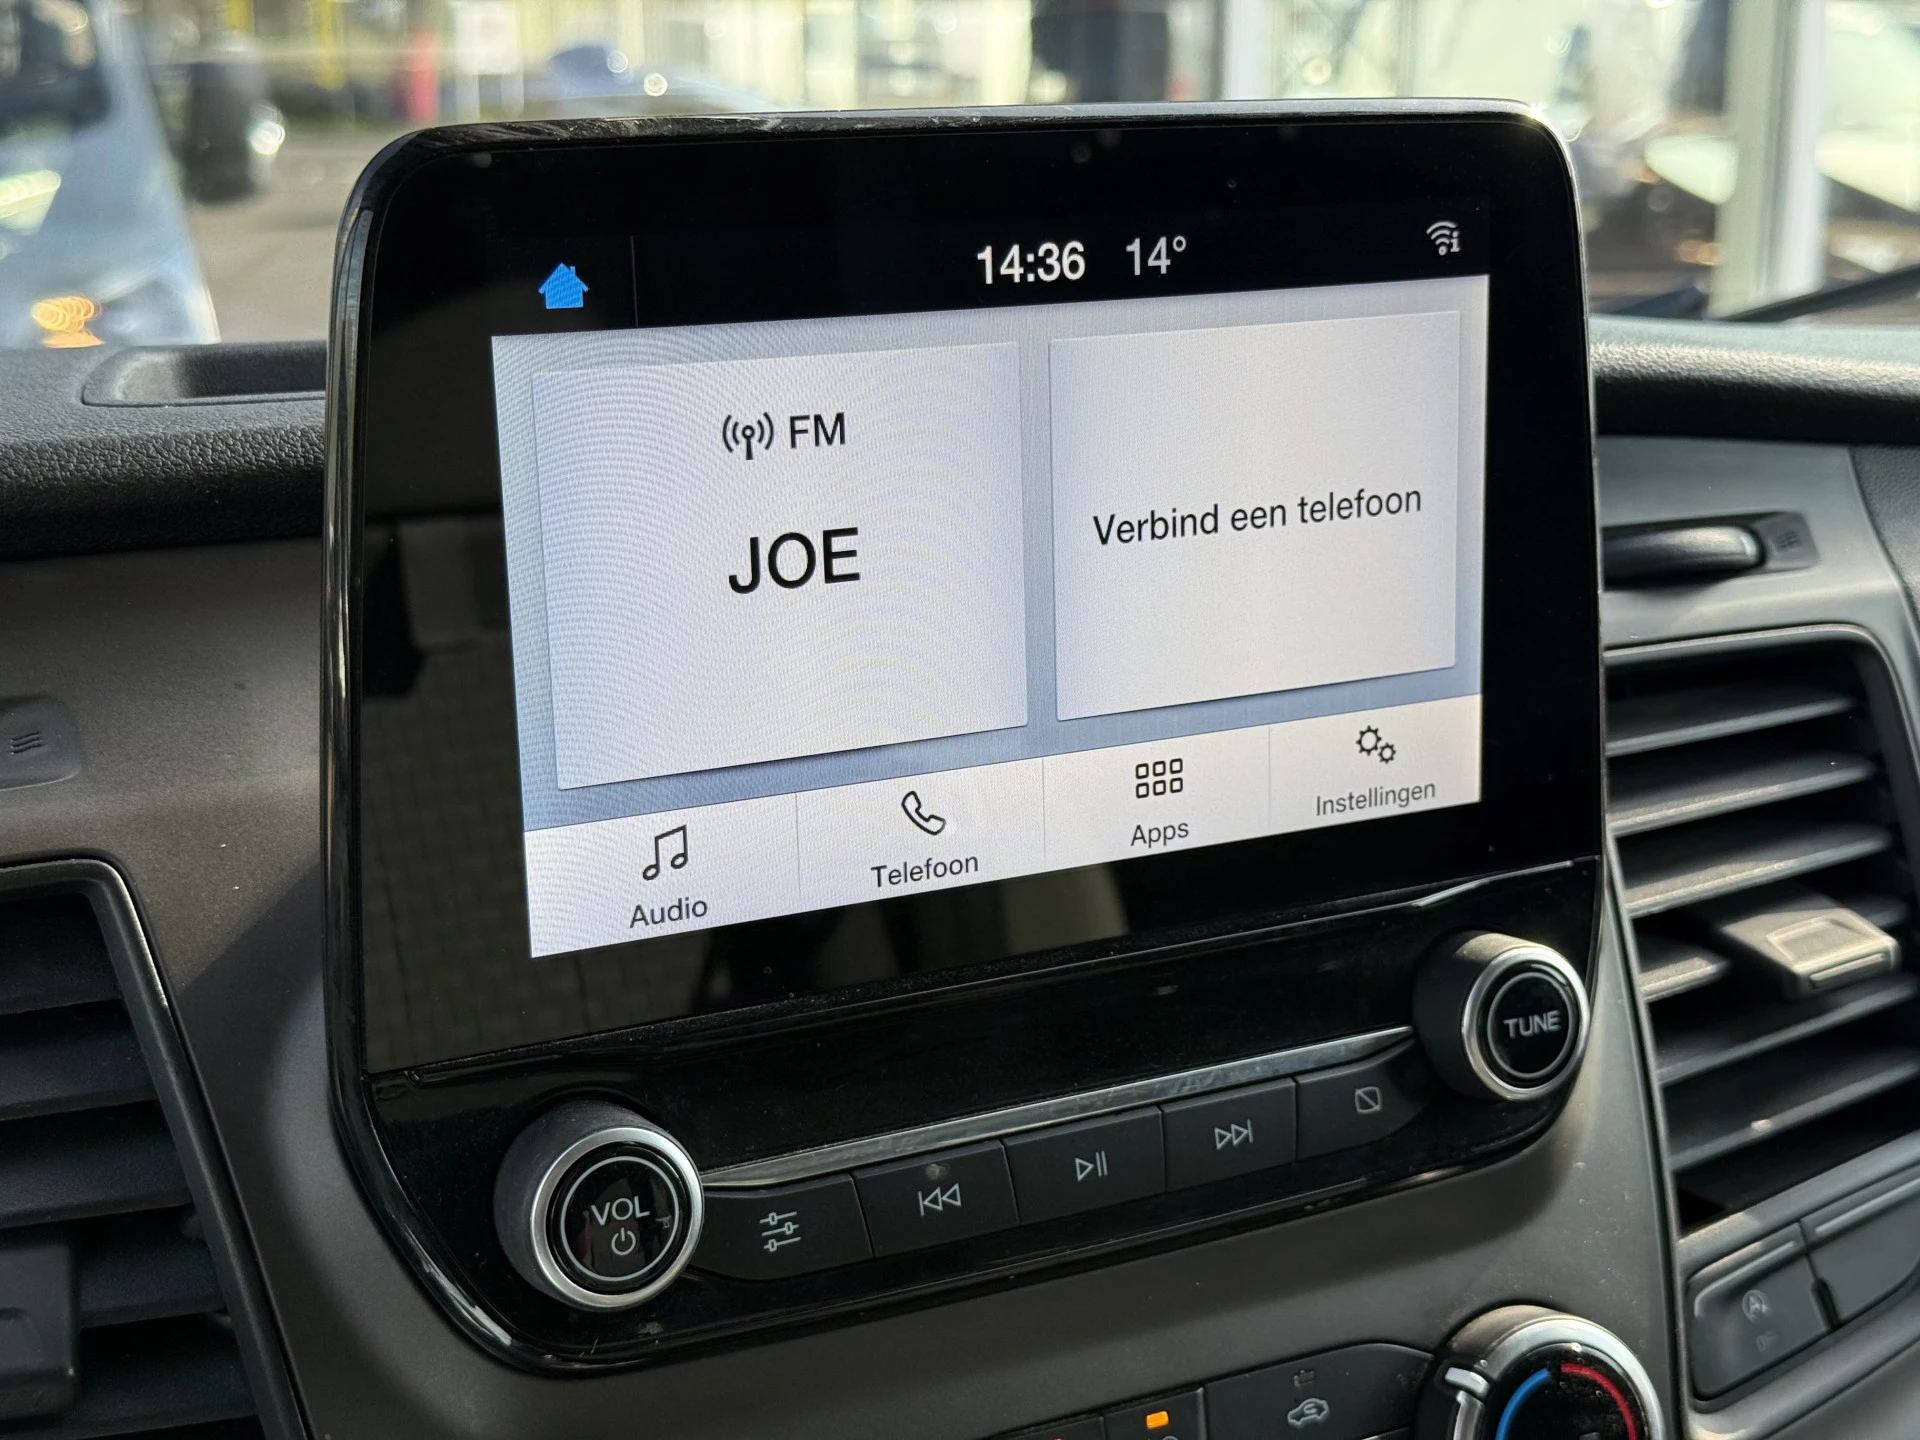 14:36 14°
FM
JOE
Verbind een telefoon
Audio
Telefoon
Apps
Instellingen
TUNE
VOL